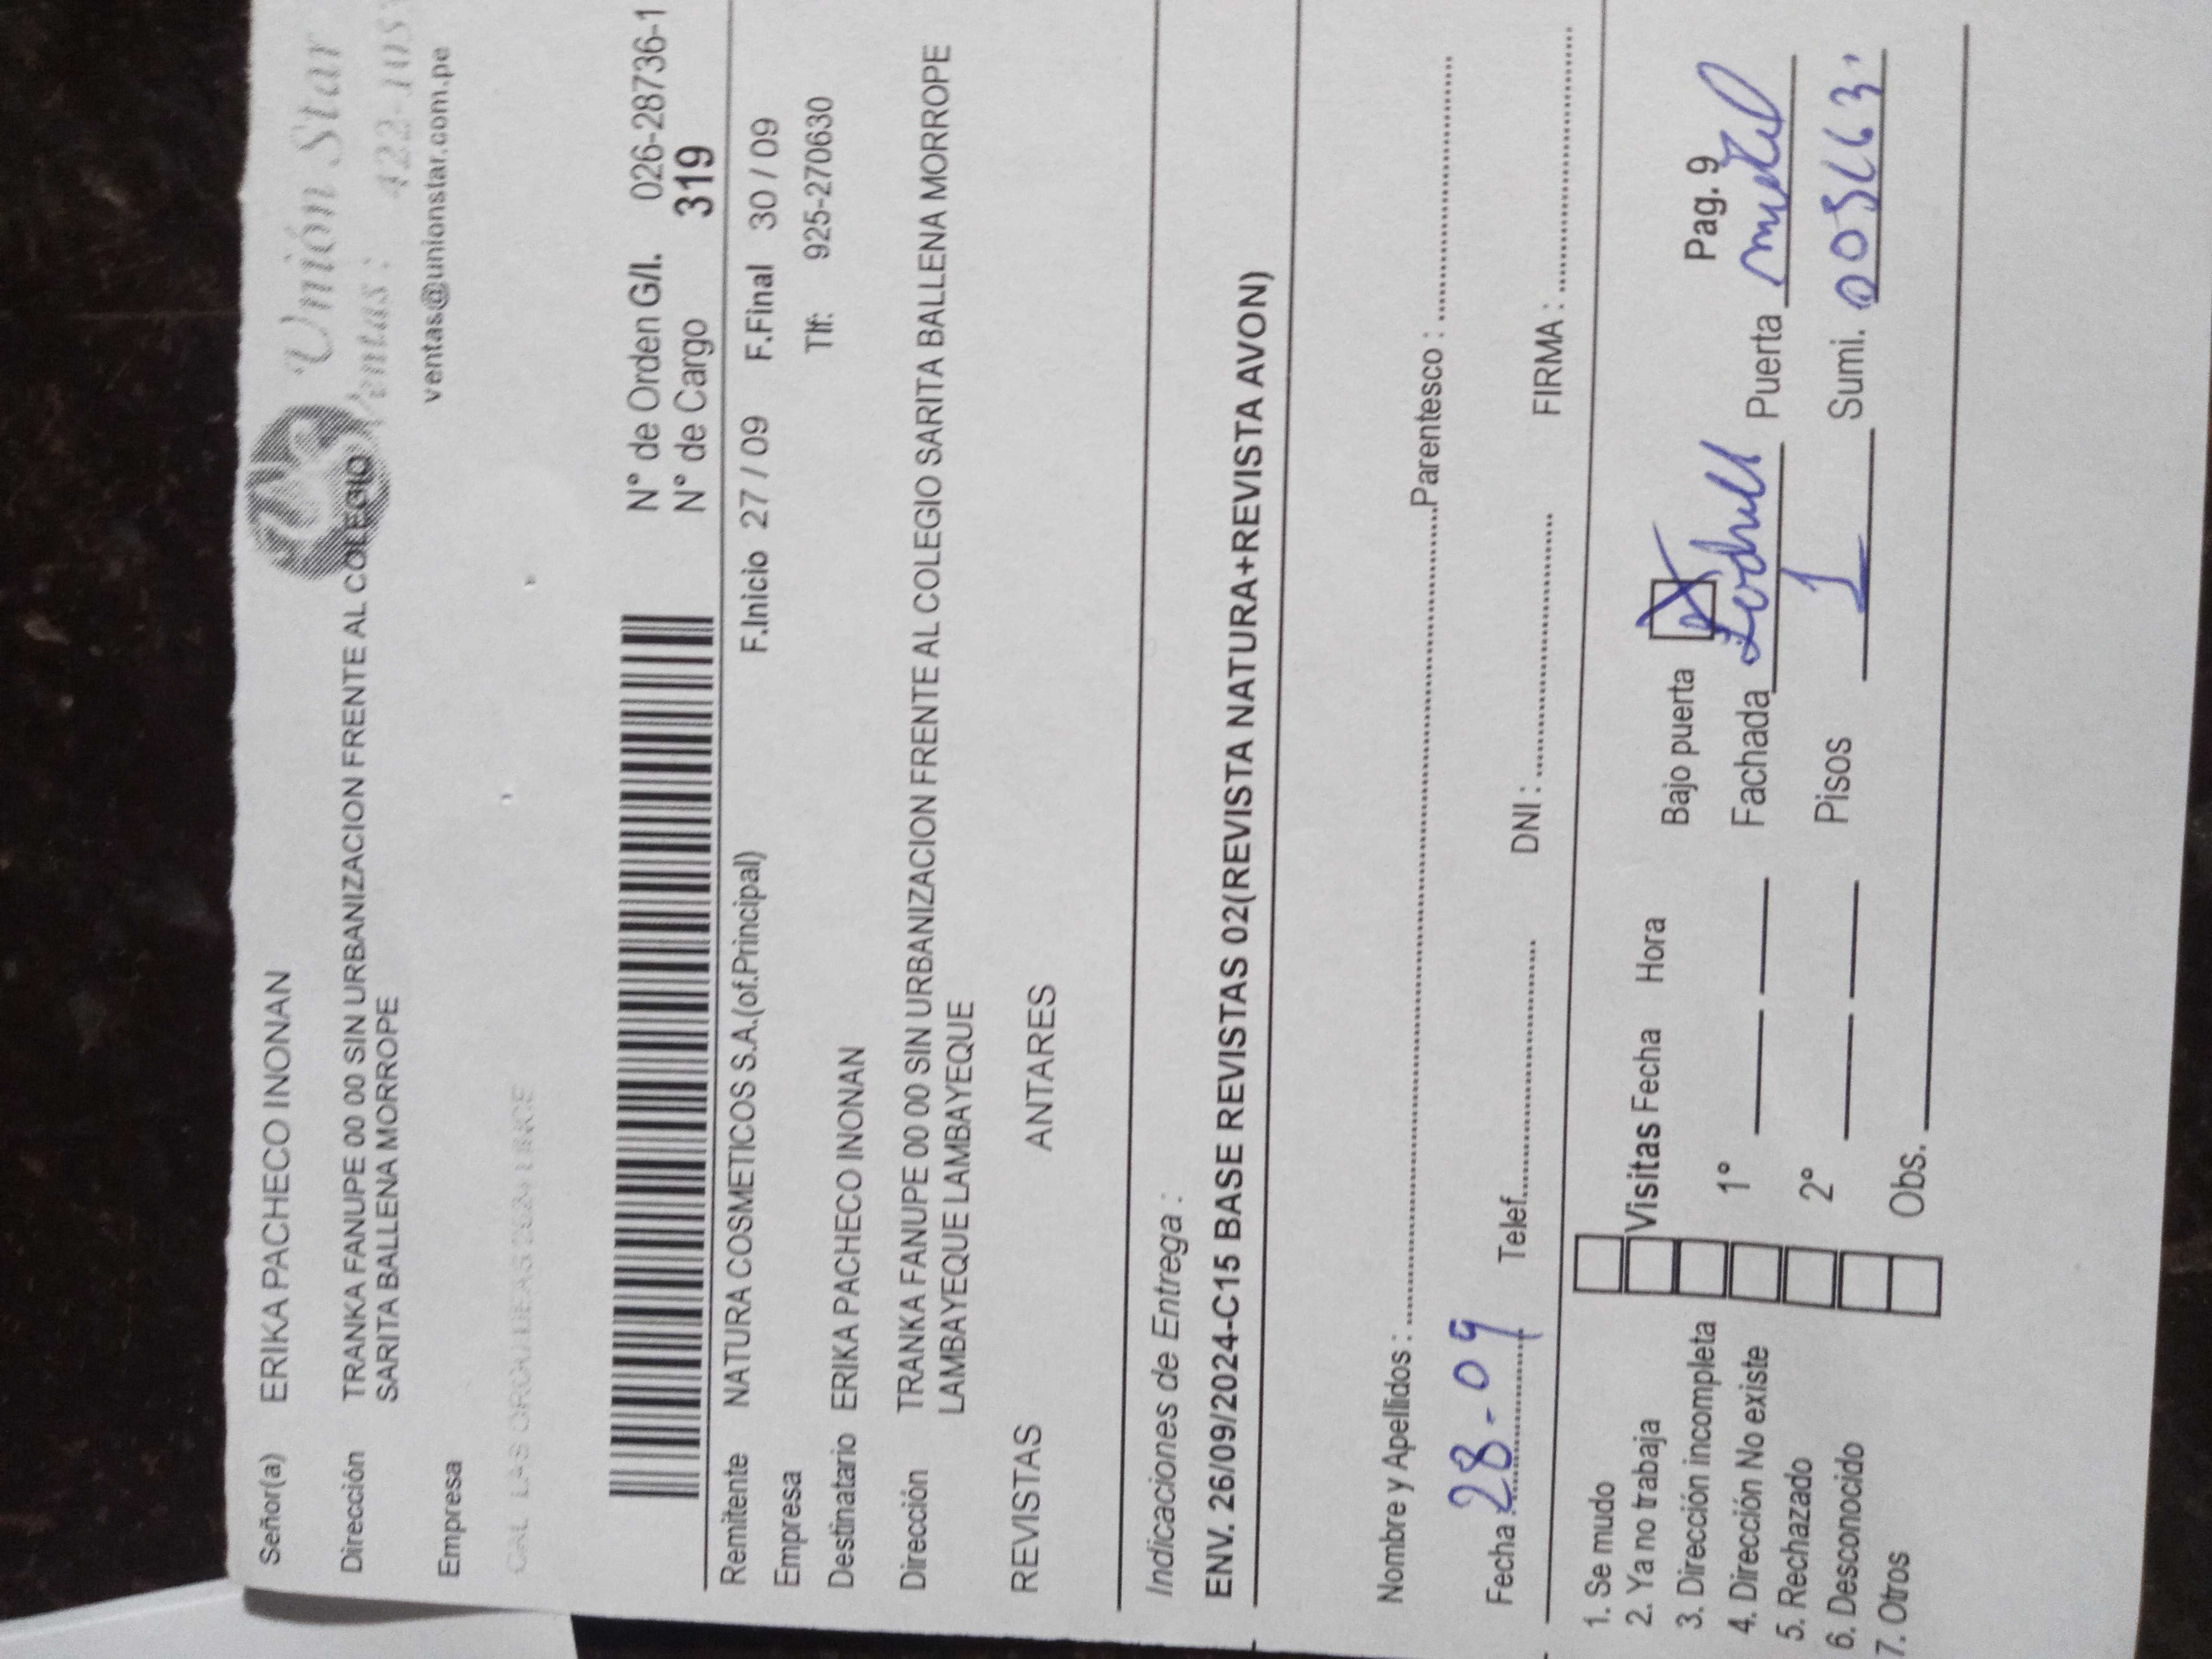 Señor(a) ERIKA PACHECO INONAN
Unión Star
Dirección TRANKA FANUPE 00 00 SIN URBANIZACION FRENTE AL COLEGIO
SARITA BALLENA MORROPE
Ventas :
ventas@unionstar.com.pe
Empresa
N° de Orden G/I. 026-28736-1
N° de Cargo 319
Remitente NATURA COSMETICOS S.A.(of.Principal)
F.Inicio 27 / 09 F.Final 30 / 09
Empresa
Tlf: 925-270630
Destinatario ERIKA PACHECO INONAN
Dirección TRANKA FANUPE 00 00 SIN URBANIZACION FRENTE AL COLEGIO SARITA BALLENA MORROPE
LAMBAYEQUE LAMBAYEQUE
REVISTAS ANTARES
Indicaciones de Entrega :
ENV. 26/09/2024-C15 BASE REVISTAS 02(REVISTA NATURA+REVISTA AVON)
Nombre y Apellidos : Parentesco :
Fecha : 28-09 Telef. DNI : FIRMA :
1. Se mudo
2. Ya no trabaja
3. Dirección incompleta
4. Dirección No existe
5. Rechazado
6. Desconocido
7. Otros
Visitas Fecha Hora
1°
2°
Obs.
Bajo puerta X
Pag. 9
Fachada Puerta metal
Pisos 1 Sumi.